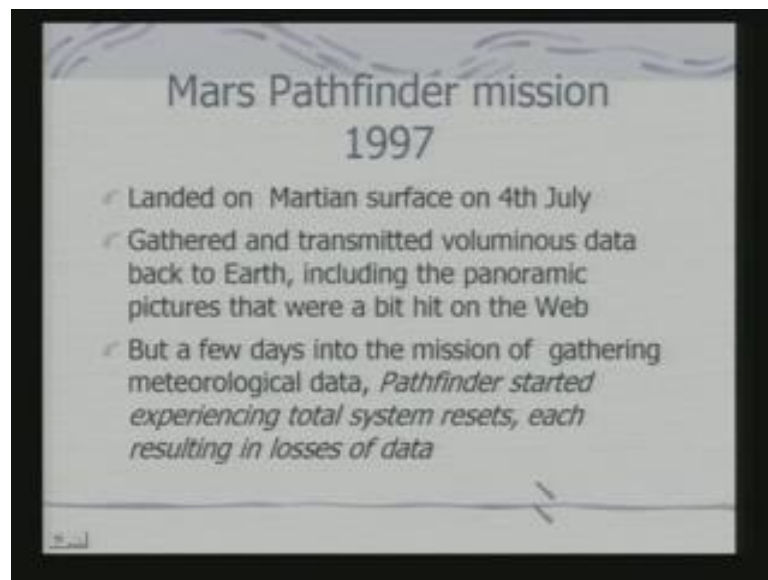 Mars Pathfinder mission
1997
Landed on Martian surface on 4th July
Gathered and transmitted voluminous data
back to Earth, including the panoramic
pictures that were a bit hit on the Web
But a few days into the mission of gathering
meteorological data, Pathfinder started
experiencing total system resets, each
resulting in losses of data